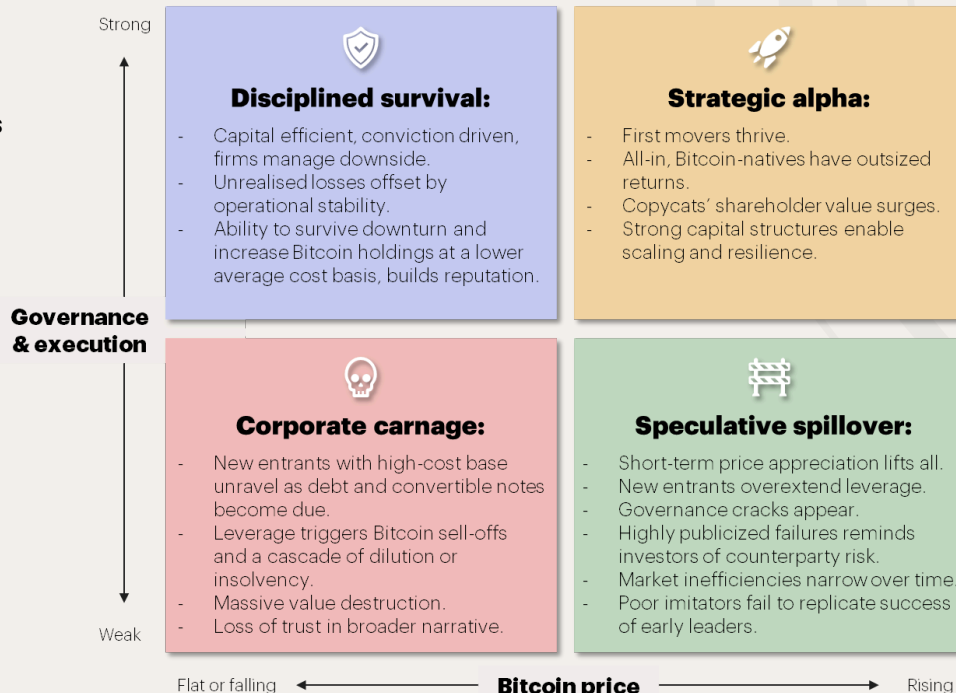 Strong
s
Disciplined survival:
- Capital efficient, conviction driven,
firms manage downside.
- Unrealised losses offset by
operational stability.
- Ability to survive downturn and
increase Bitcoin holdings at a lower
average cost basis, builds reputation.
Strategic alpha:
- First movers thrive.
- All-in, Bitcoin-natives have outsized
returns.
- Copycats’ shareholder value surges.
- Strong capital structures enable
scaling and resilience.
Governance
& execution
Corporate carnage:
- New entrants with high-cost base
unravel as debt and convertible notes
become due.
- Leverage triggers Bitcoin sell-offs
and a cascade of dilution or
insolvency.
- Massive value destruction.
- Loss of trust in broader narrative.
Speculative spillover:
- Short-term price appreciation lifts all.
- New entrants overextend leverage.
- Governance cracks appear.
- Highly publicized failures reminds
investors of counterparty risk.
- Market inefficiencies narrow over time.
- Poor imitators fail to replicate success
of early leaders.
Weak
Flat or falling
Bitcoin price
Rising